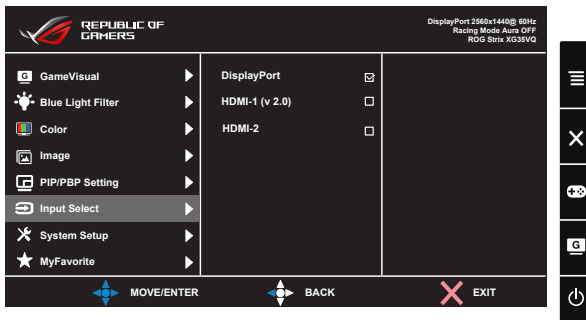 REPUBLIC OF
GAMERS
DisplayPort 2560x1440@ 60Hz
Racing Mode Aura OFF
ROG Strix XG35VQ
G GameVisual
Blue Light Filter
Color
Image
PIP/PBP Setting
Input Select
System Setup
MyFavorite
DisplayPort
HDMI-1 (v 2.0)
HDMI-2
G
MOVE/ENTER
BACK
EXIT